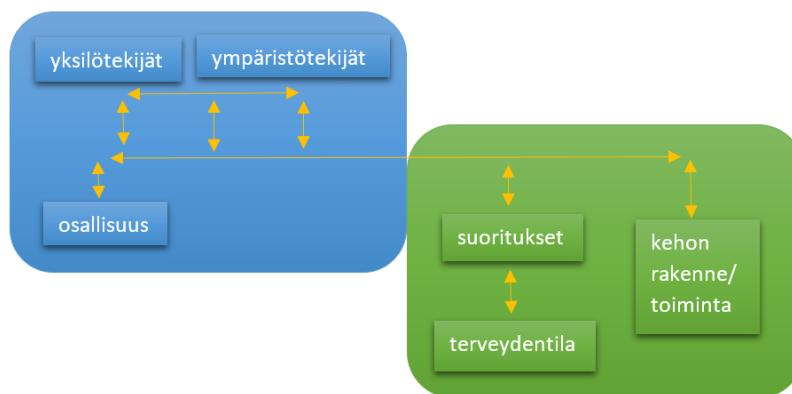 yksilötekijät
ympäristötekijät
osallisuus
suoritukset
kehon
rakenne/
toiminta
terveydentila